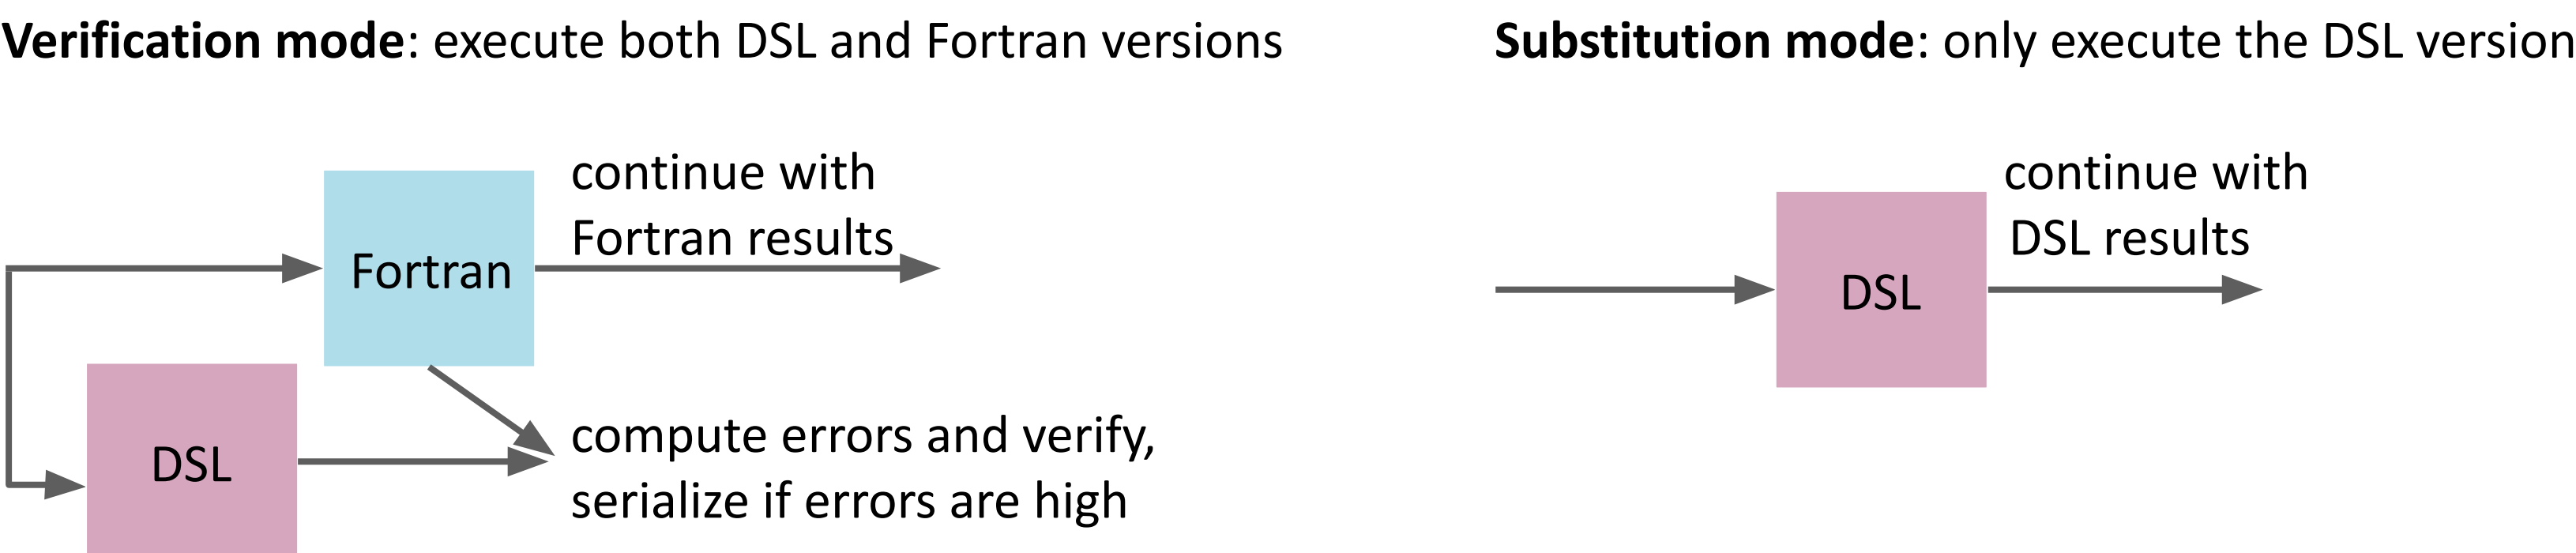 Verification mode: execute both DSL and Fortran versions
continue with
Fortran results
Fortran
DSL
compute errors and verify,
serialize if errors are high
Substitution mode: only execute the DSL version
continue with
DSL results
DSL